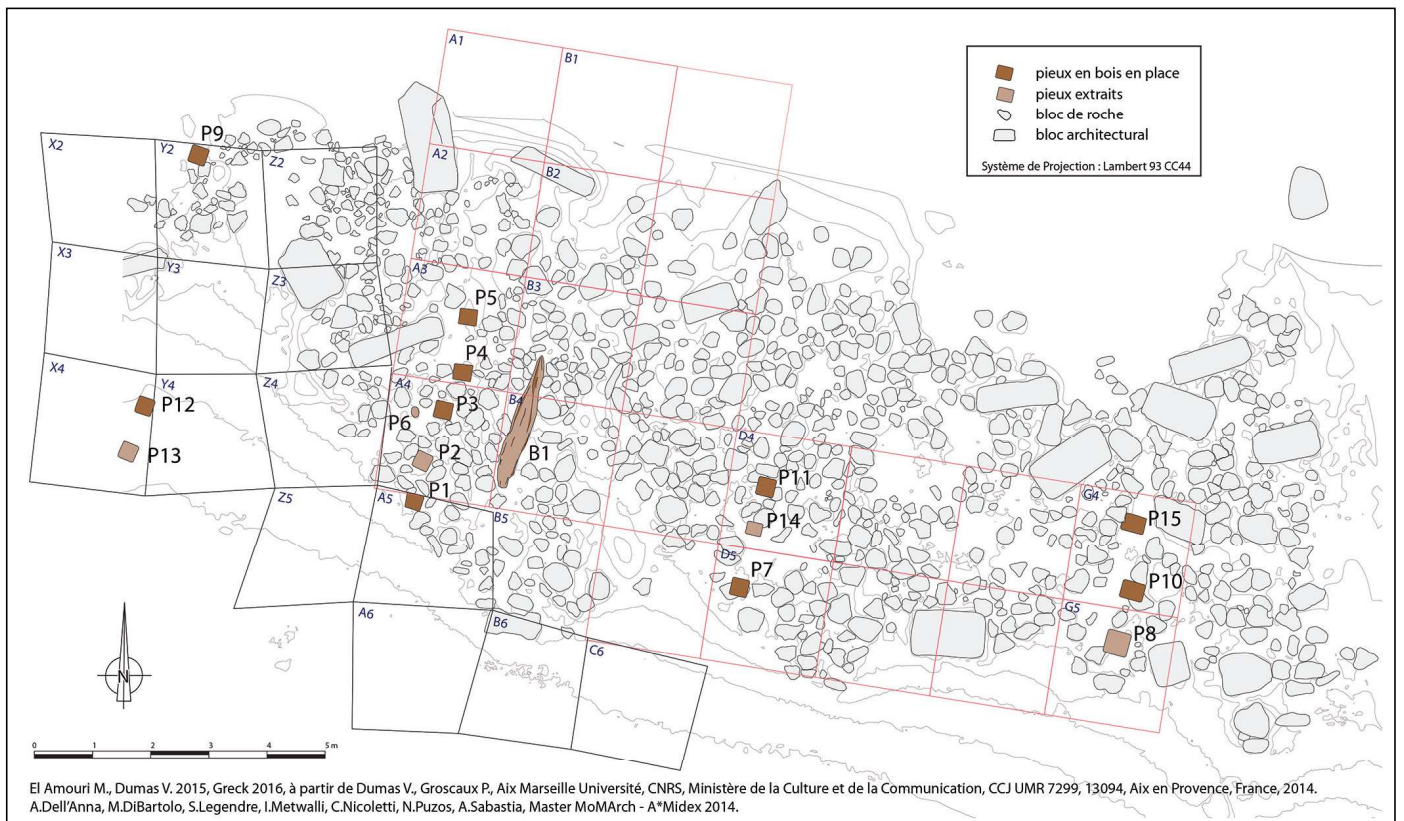 A1
B1
pieux en bois en place
pieux extraits
bloc de roche
bloc architectural
Système de Projection : Lambert 93 CC44
X2
Y2
P9
Z2
A2
B2
X3
Y3
Z3
A3
B3
P5
P4
X4
Y4
Z4
A4
B4
P12
P3
P6
P13
P2
B1
D4
P11
G4
Z5
A5
P1
B5
P14
P15
D5
P7
P10
G5
A6
B6
C6
P8
N
0 1 2 3 4 5 m
El Amouri M., Dumas V. 2015, Greck 2016, à partir de Dumas V., Groscaux P., Aix Marseille Université, CNRS, Ministère de la Culture et de la Communication, CCJ UMR 7299, 13094, Aix en Provence, France, 2014.
A.Dell'Anna, M.DiBartolo, S.Legendre, I.Metwalli, C.Nicoletti, N.Puzos, A.Sabastia, Master MoMArch - A*Midex 2014.